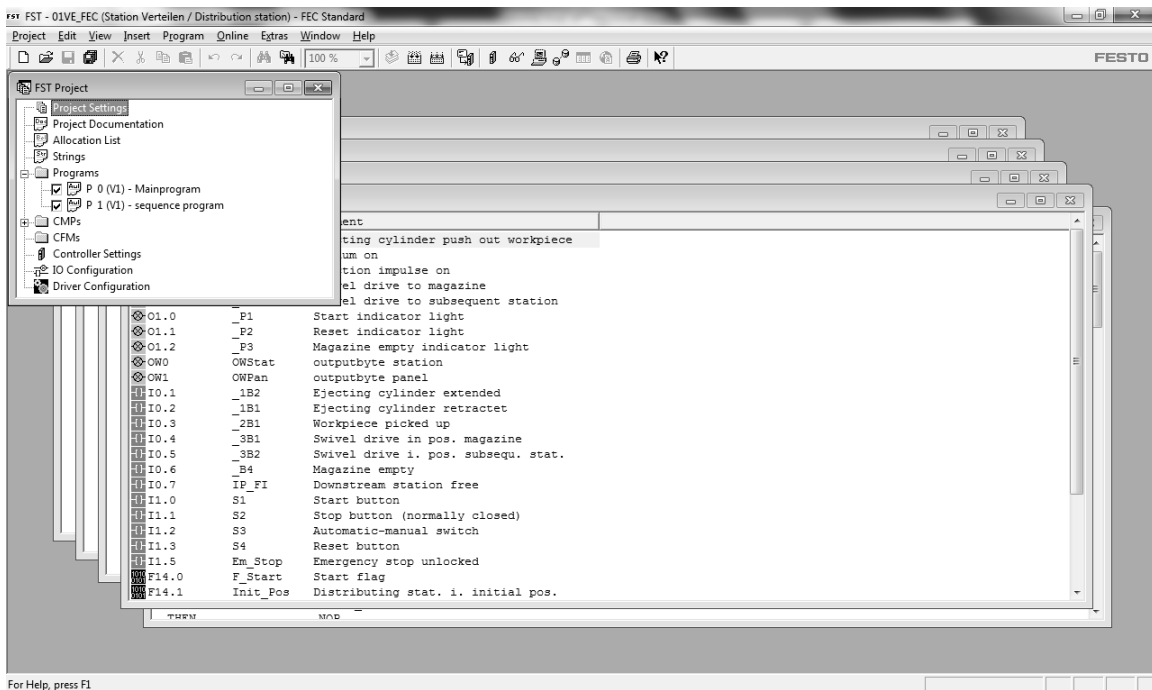 FST FST - 01VE_FEC (Station Verteilen / Distribution station) - FEC Standard
Project Edit View Insert Program Online Extras Window Help
100 %
FESTO
FST Project
Project Settings
Project Documentation
Allocation List
Strings
Programs
P 0 (V1) - Mainprogram
P 1 (V1) - sequence program
CMPs
CFMs
Controller Settings
IO Configuration
Driver Configuration
ent
ting cylinder push out workpiece
um on
tion impulse on
el drive to magazine
el drive to subsequent station
O1.0 _P1 Start indicator light
O1.1 _P2 Reset indicator light
O1.2 _P3 Magazine empty indicator light
OW0 OWStat outputbyte station
OW1 OWPan outputbyte panel
I0.1 _1B2 Ejecting cylinder extended
I0.2 _1B1 Ejecting cylinder retractet
I0.3 _2B1 Workpiece picked up
I0.4 _3B1 Swivel drive in pos. magazine
I0.5 _3B2 Swivel drive i. pos. subsequ. stat.
I0.6 _B4 Magazine empty
I0.7 IP_FI Downstream station free
I1.0 S1 Start button
I1.1 S2 Stop button (normally closed)
I1.2 S3 Automatic-manual switch
I1.3 S4 Reset button
I1.5 Em_Stop Emergency stop unlocked
F14.0 F_Start Start flag
F14.1 Init_Pos Distributing stat. i. initial pos.
THEN NOP
For Help, press F1